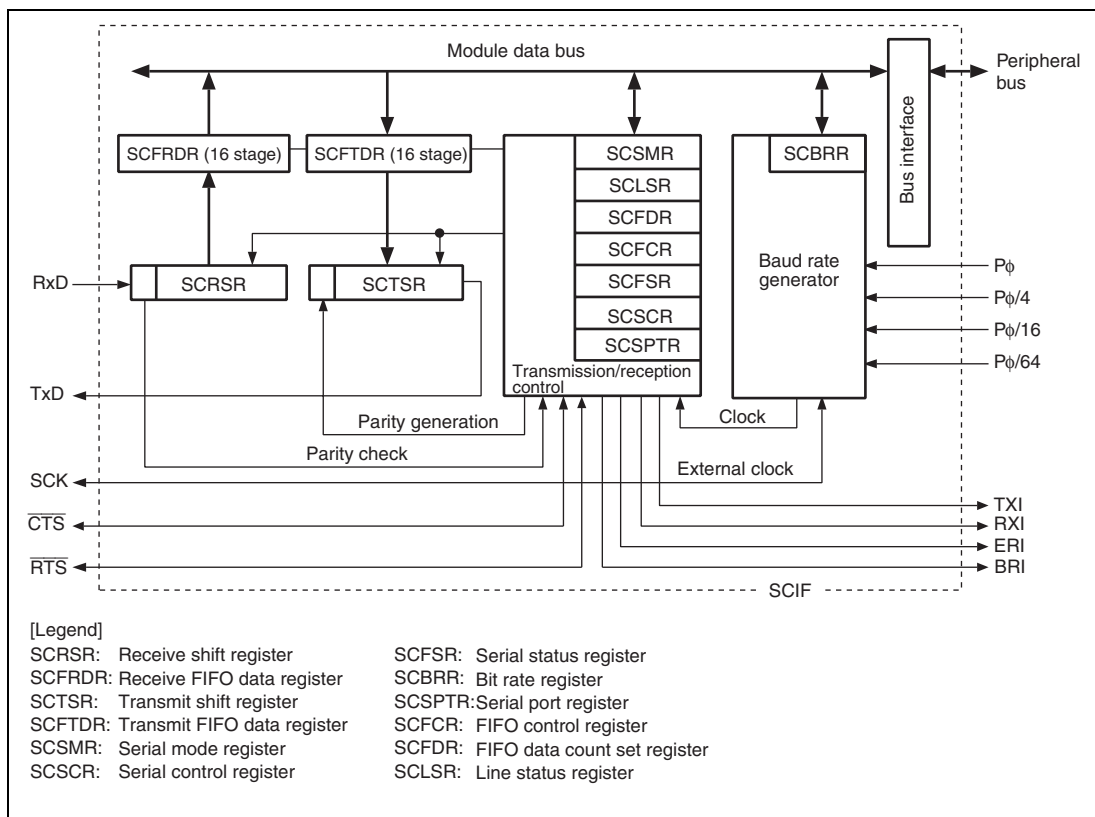 Module data bus
Peripheral
bus
Bus interface
SCFRDR (16 stage)
SCFTDR (16 stage)
SCSMR
SCLSR
SCFDR
SCFCR
SCFSR
SCSCR
SCSPTR
Transmission/reception
control
SCBRR
Baud rate
generator
RxD
SCRSR
SCTSR
Pϕ
Pϕ/4
Pϕ/16
Pϕ/64
TxD
Parity generation
Clock
Parity check
External clock
SCK
CTS
RTS
TXI
RXI
ERI
BRI
SCIF
[Legend]
SCRSR: Receive shift register
SCFRDR: Receive FIFO data register
SCTSR: Transmit shift register
SCFTDR: Transmit FIFO data register
SCSMR: Serial mode register
SCSCR: Serial control register
SCFSR: Serial status register
SCBRR: Bit rate register
SCSPTR: Serial port register
SCFCR: FIFO control register
SCFDR: FIFO data count set register
SCLSR: Line status register